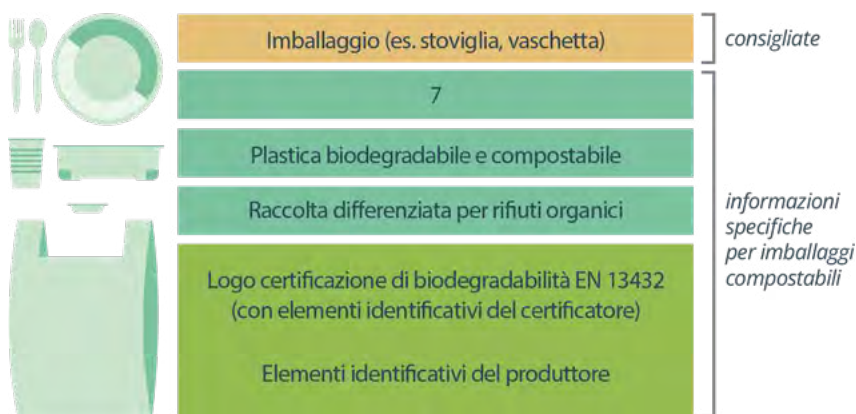 Imballaggio (es. stoviglia, vaschetta)
consigliate
7
Plastica biodegradabile e compostabile
Raccolta differenziata per rifiuti organici
Logo certificazione di biodegradabilità EN 13432
(con elementi identificativi del certificatore)
Elementi identificativi del produttore
informazioni
specifiche
per imballaggi
compostabili